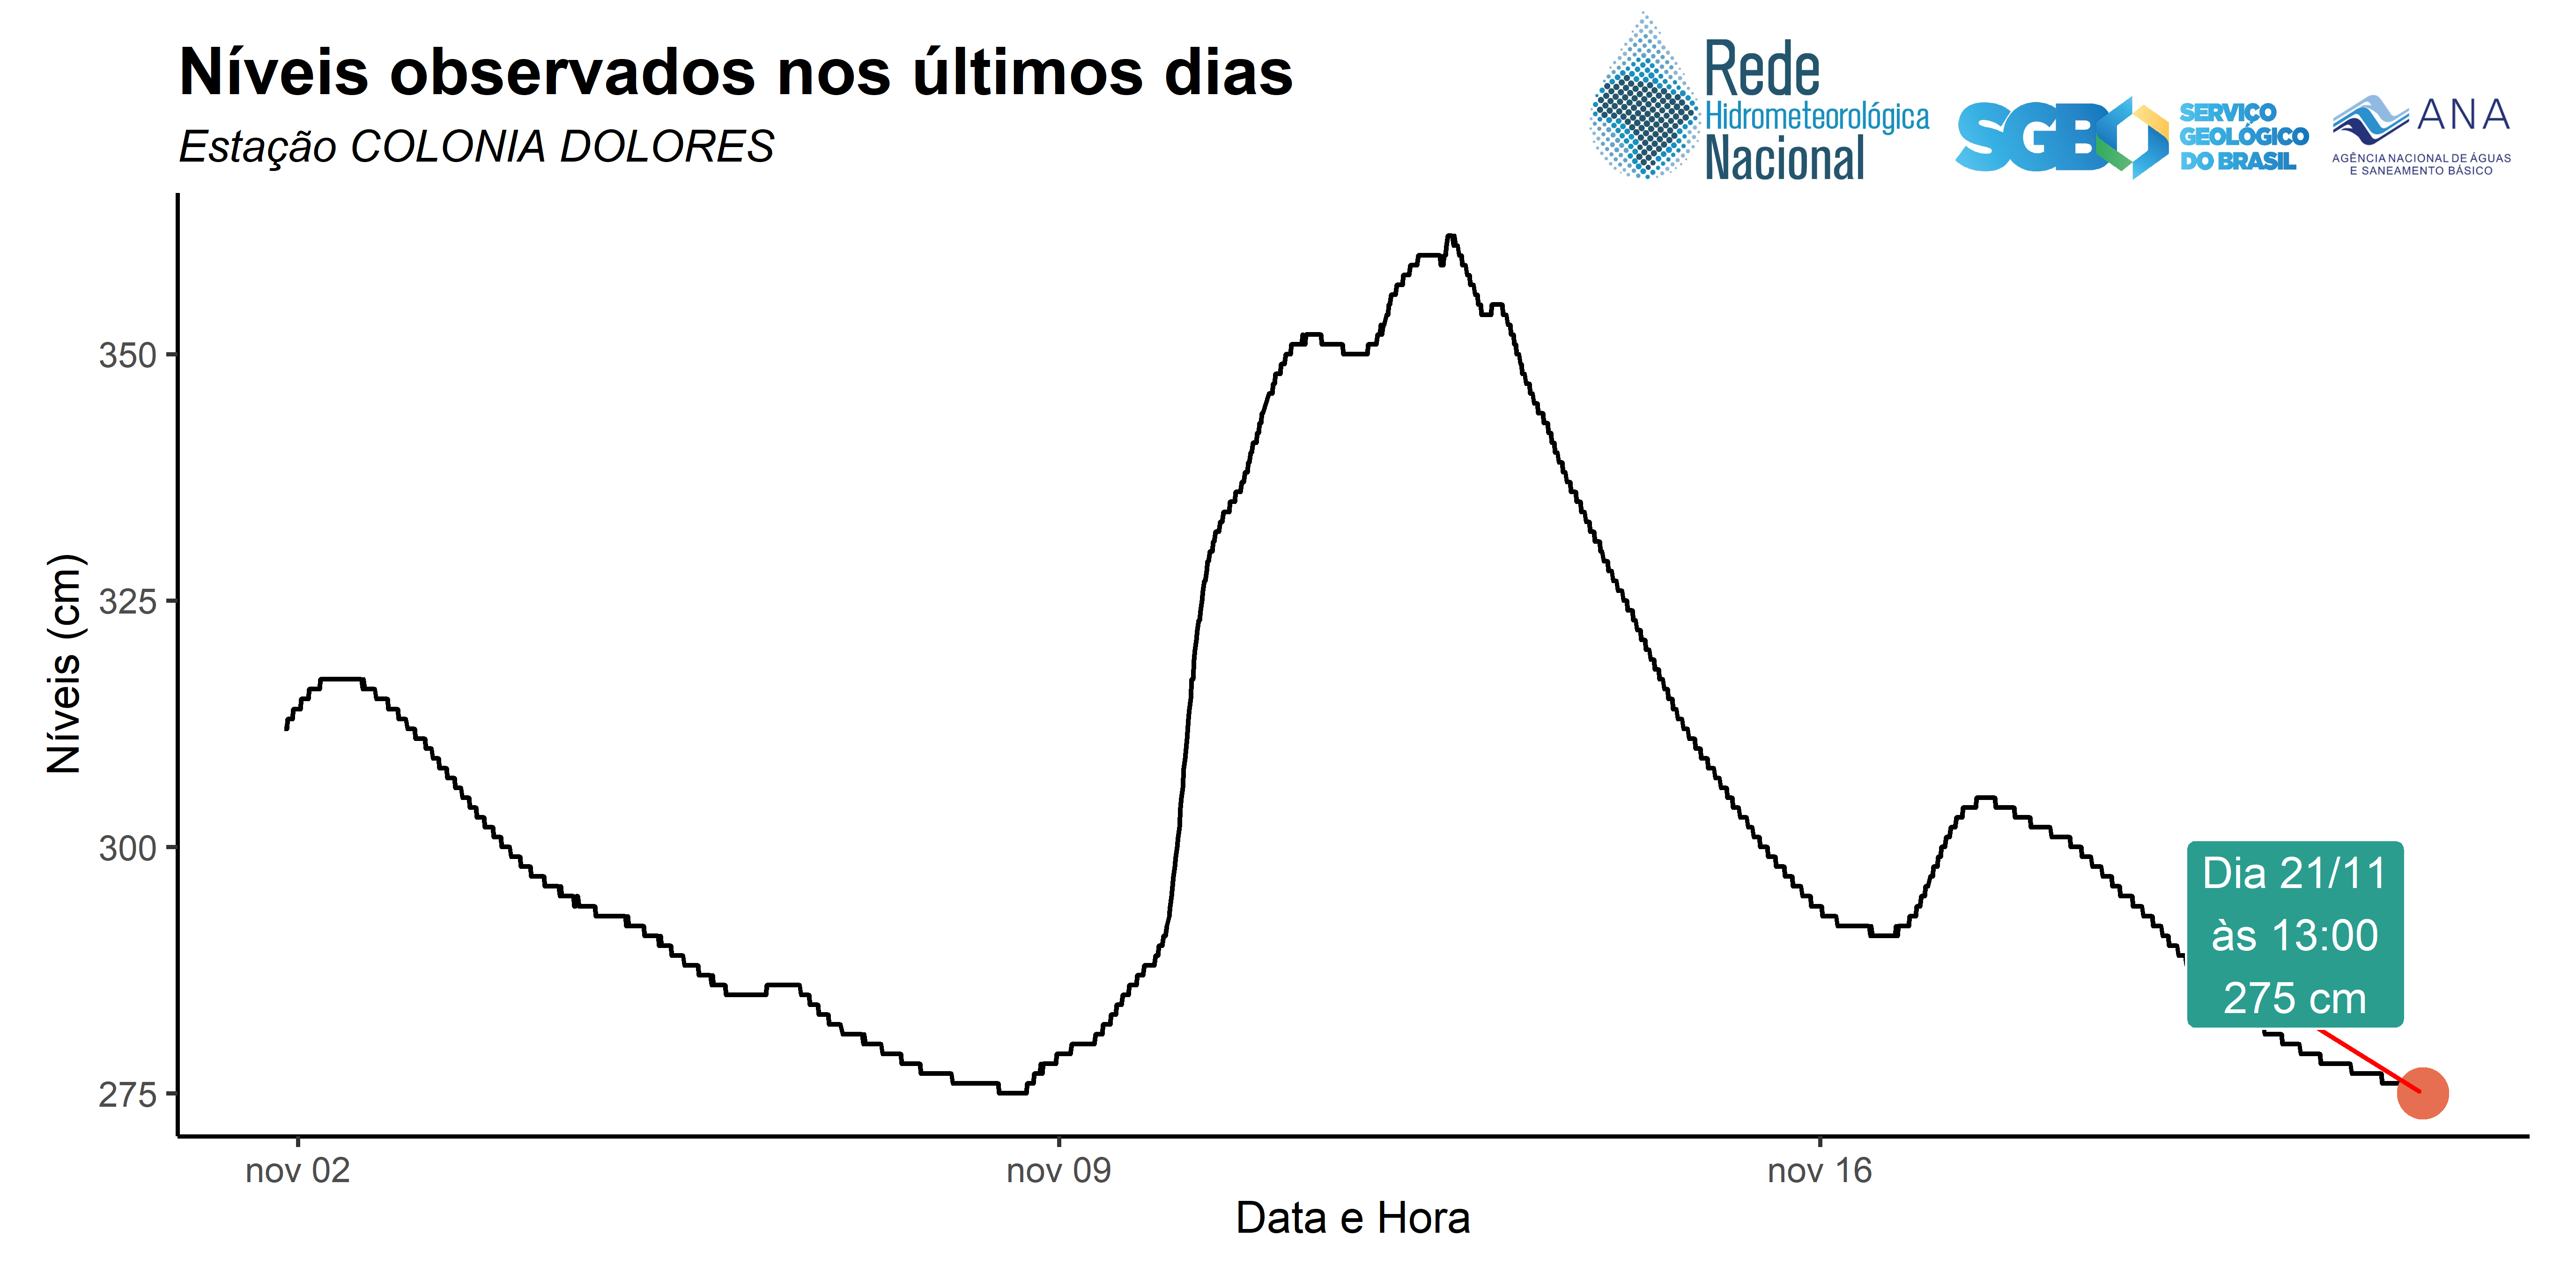 Níveis observados nos últimos dias
Estação COLONIA DOLORES
Rede
Hidrometeorológica
Nacional
SGB
SERVIÇO
GEOLÓGICO
DO BRASIL
ANA
AGÊNCIA NACIONAL DE ÁGUAS
E SANEAMENTO BÁSICO
Níveis (cm)
350
325
300
275
Dia 21/11
às 13:00
275 cm
nov 02
nov 09
nov 16
Data e Hora